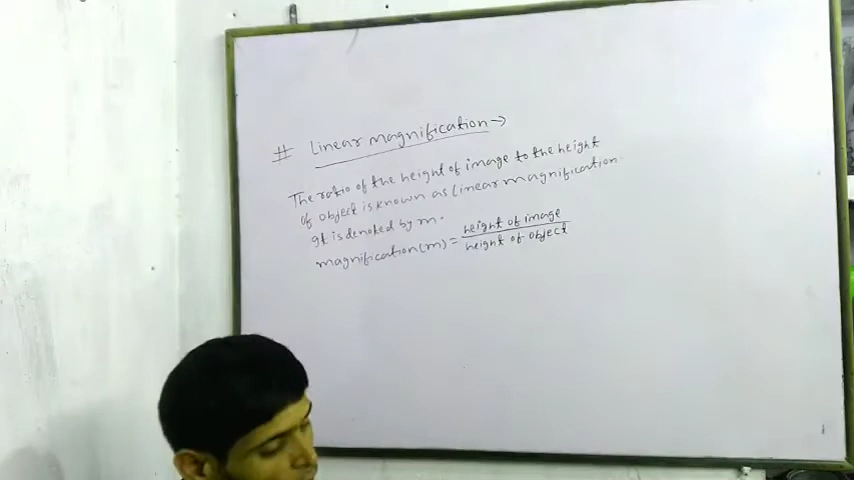 # Linear magnification →
The ratio of the height of image to the height
of object is known as Linear magnification.
It is denoted by m.
magnification (m) = height of image
height of object